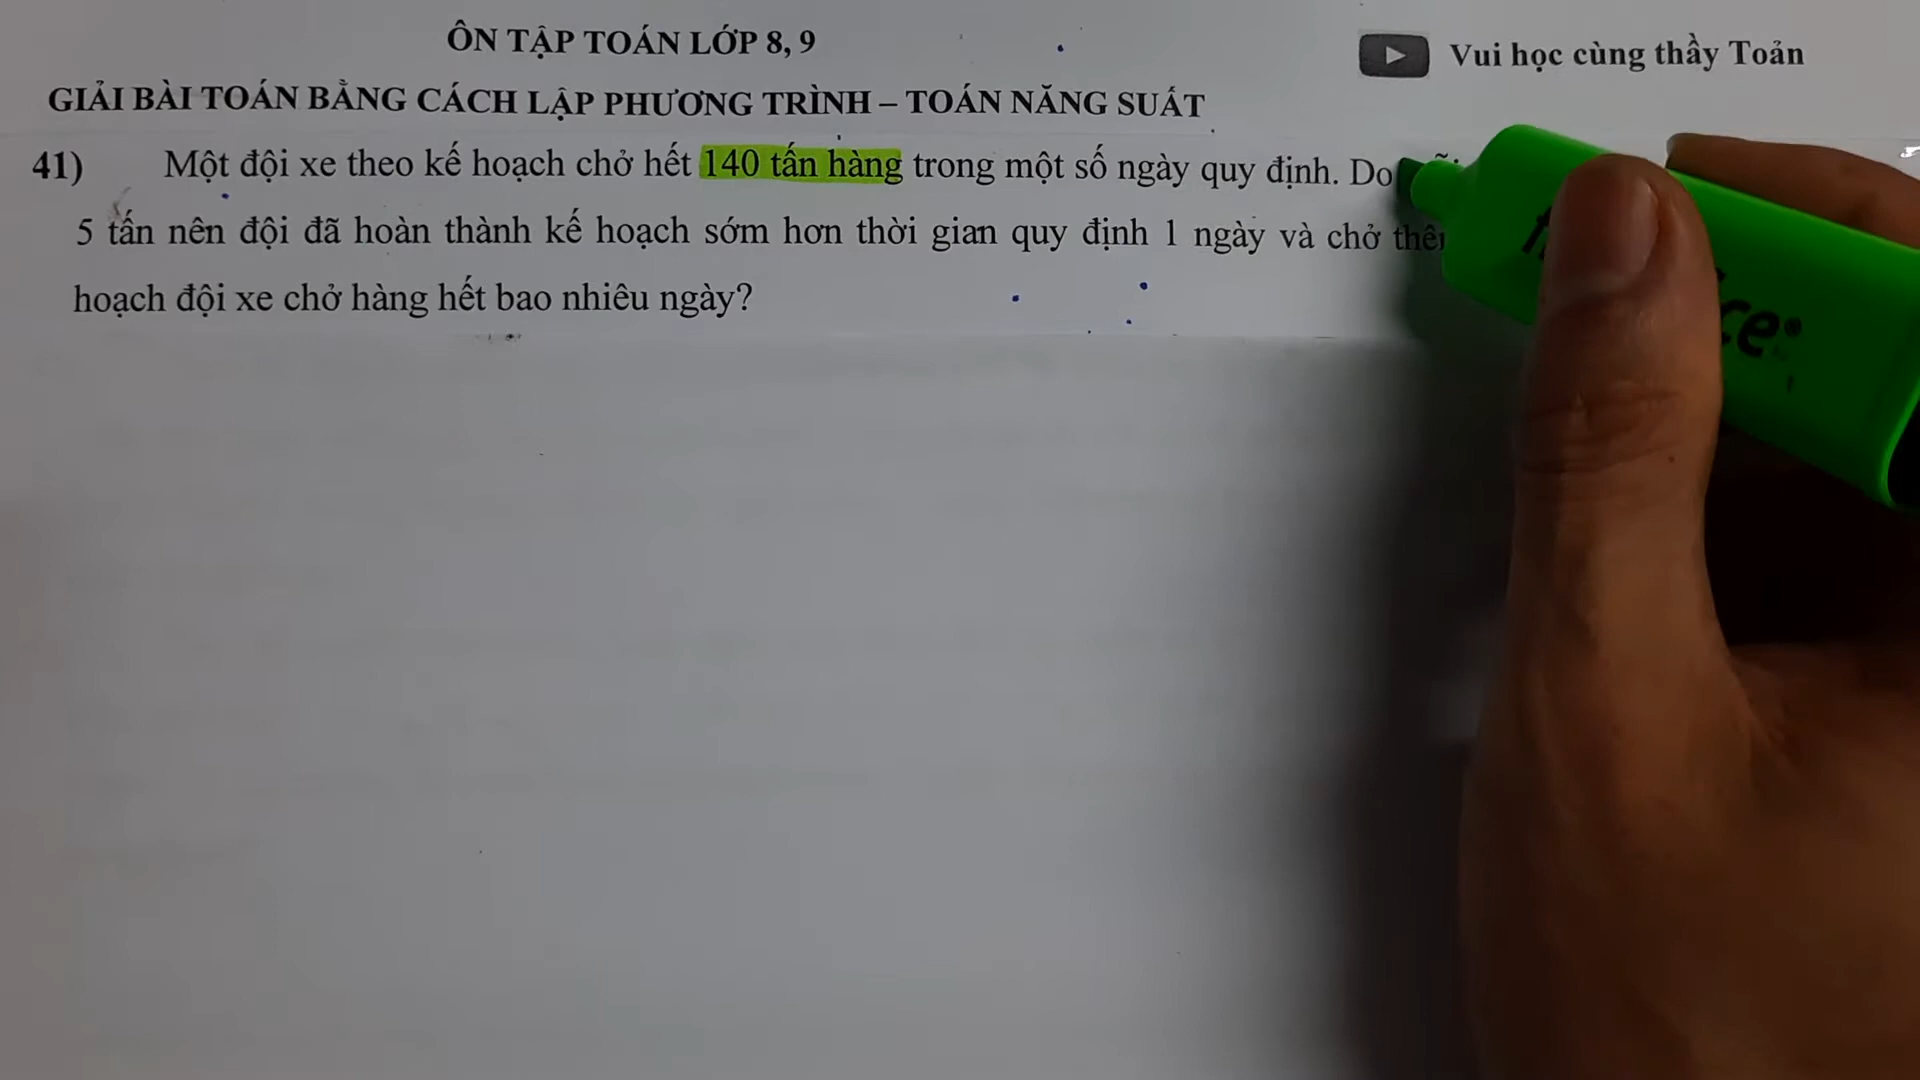 ÔN TẬP TOÁN LỚP 8, 9
Vui học cùng thầy Toản
GIẢI BÀI TOÁN BẰNG CÁCH LẬP PHƯƠNG TRÌNH – TOÁN NĂNG SUẤT
41) Một đội xe theo kế hoạch chở hết 140 tấn hàng trong một số ngày quy định. Do
5 tấn nên đội đã hoàn thành kế hoạch sớm hơn thời gian quy định 1 ngày và chở
hoạch đội xe chở hàng hết bao nhiêu ngày?